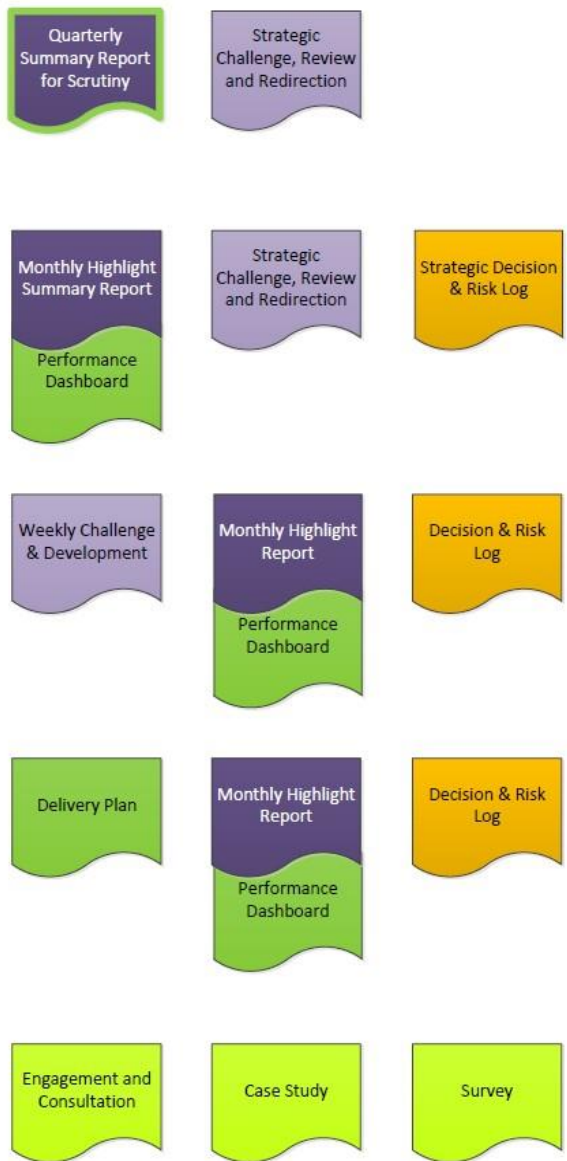 Quarterly
Summary Report
for Scrutiny
Strategic
Challenge, Review
and Redirection
Monthly Highlight
Summary Report
Performance
Dashboard
Strategic
Challenge, Review
and Redirection
Strategic Decision
& Risk Log
Weekly Challenge
& Development
Monthly Highlight
Report
Performance
Dashboard
Decision & Risk
Log
Delivery Plan
Monthly Highlight
Report
Performance
Dashboard
Decision & Risk
Log
Engagement and
Consultation
Case Study
Survey